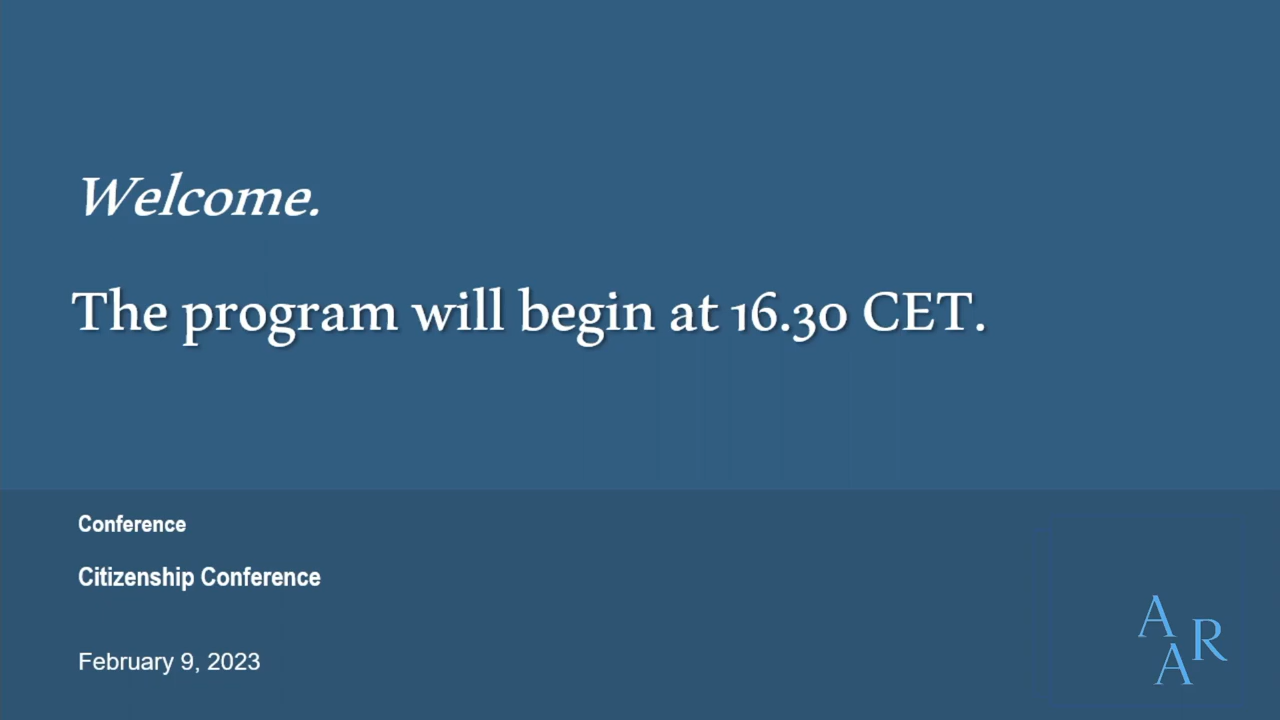 Welcome.
The program will begin at 16.30 CET.
Conference
Citizenship Conference
February 9, 2023
A
R
A